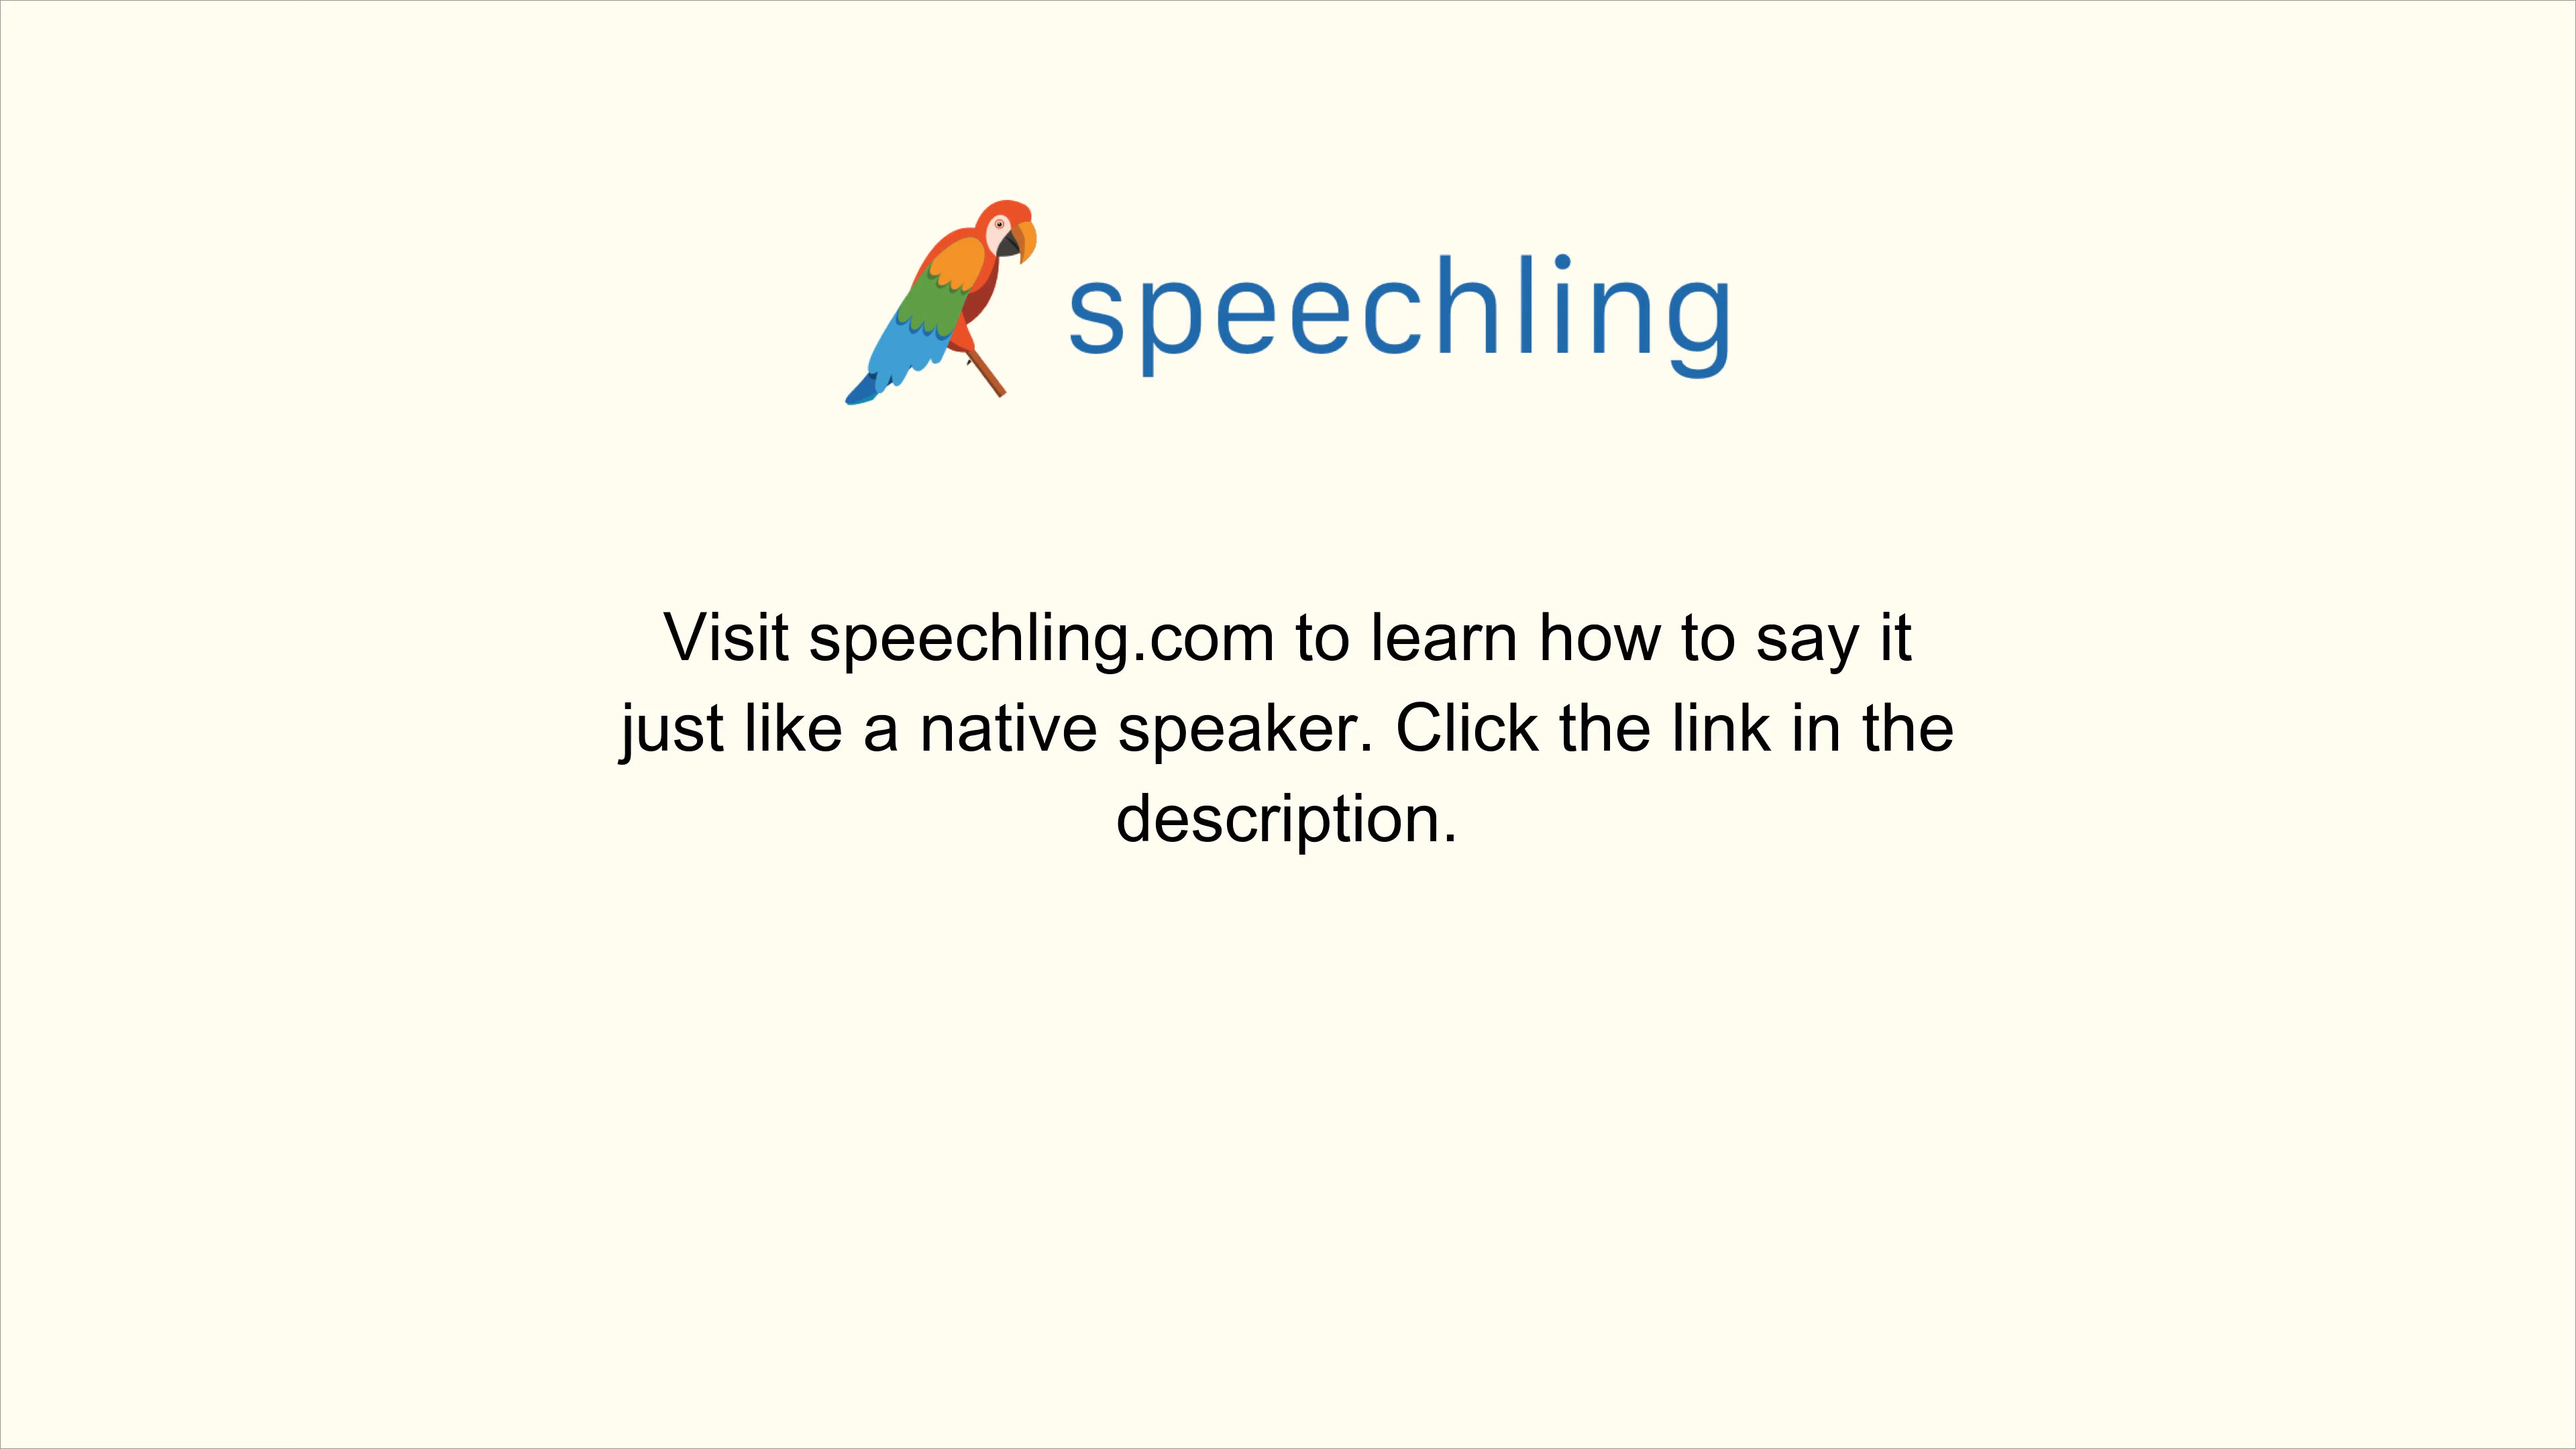 speechling
Visit speechling.com to learn how to say it
just like a native speaker. Click the link in the
description.